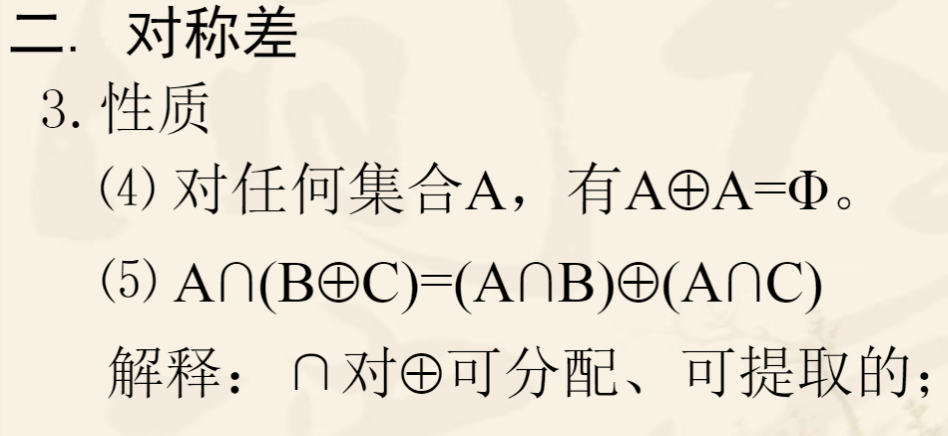 二. 对称差
3. 性质
⑷ 对任何集合A，有A⊕A=Φ。
⑸ A∩(B⊕C)=(A∩B)⊕(A∩C)
解释：∩对⊕可分配、可提取的；